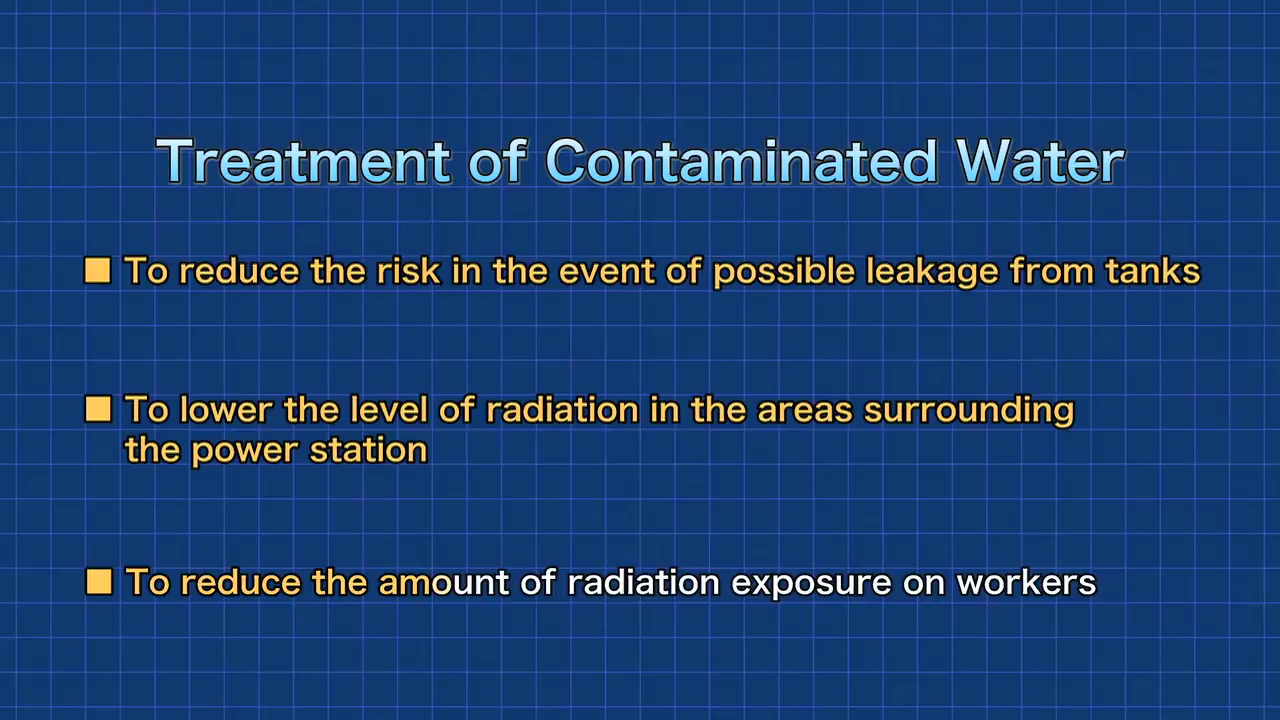 Treatment of Contaminated Water
■ To reduce the risk in the event of possible leakage from tanks
■ To lower the level of radiation in the areas surrounding
the power station
■ To reduce the amount of radiation exposure on workers